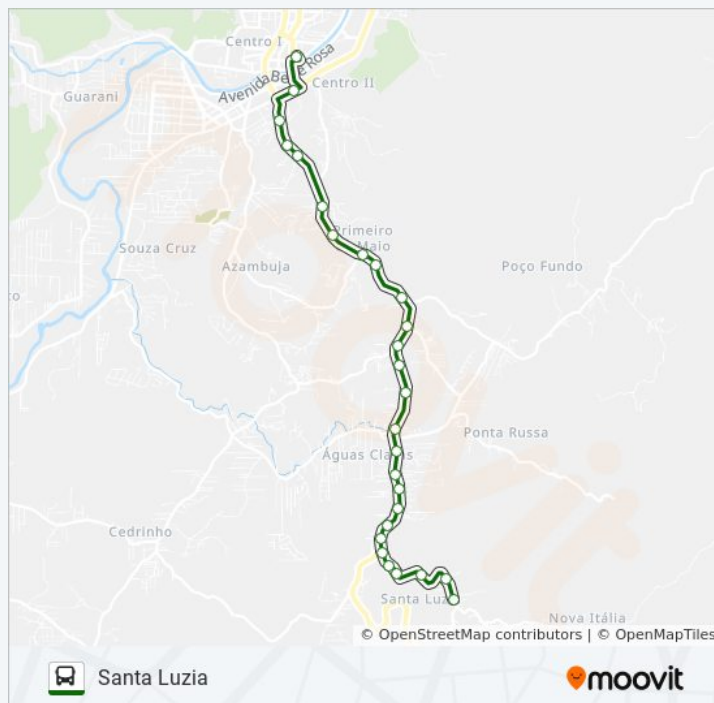 Centro I
Avenida Beira Rosa
Centro II
Guarani
Primeiro
Maio
Souza Cruz
Azambuja
Poço Fundo
Ponta Russa
Águas Claras
Cedrinho
Santa Luz
Nova Itália
© OpenStreetMap contributors | © OpenMapTiles
Santa Luzia
moovit